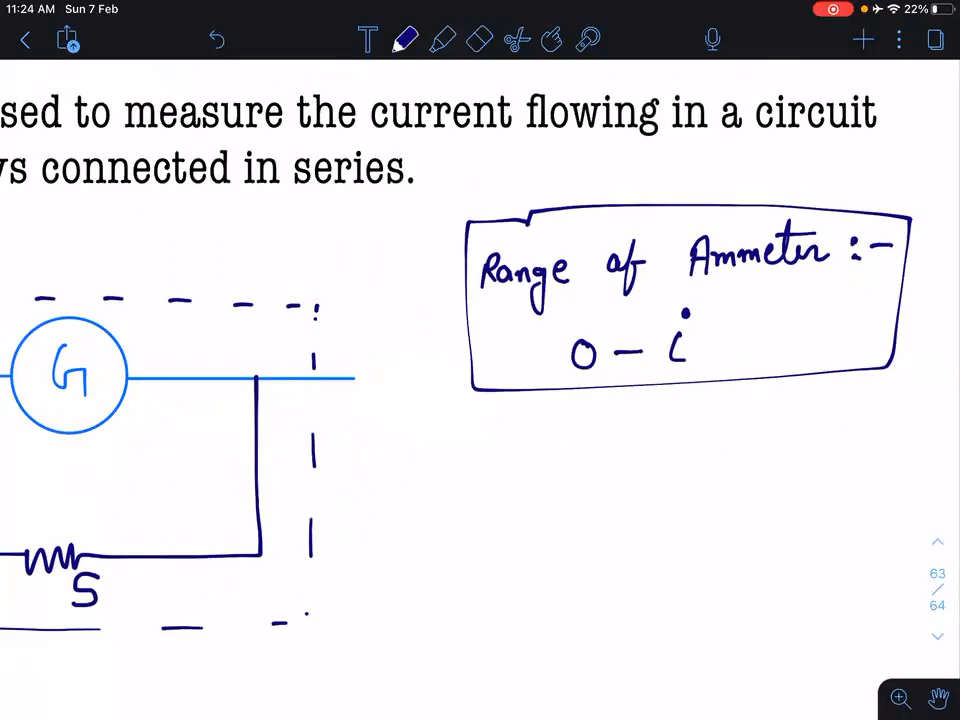 11:24 AM Sun 7 Feb
22%
T
sed to measure the current flowing in a circuit
ys connected in series.
Range of Ammeter :-
0 - i
G
S
63
/
64